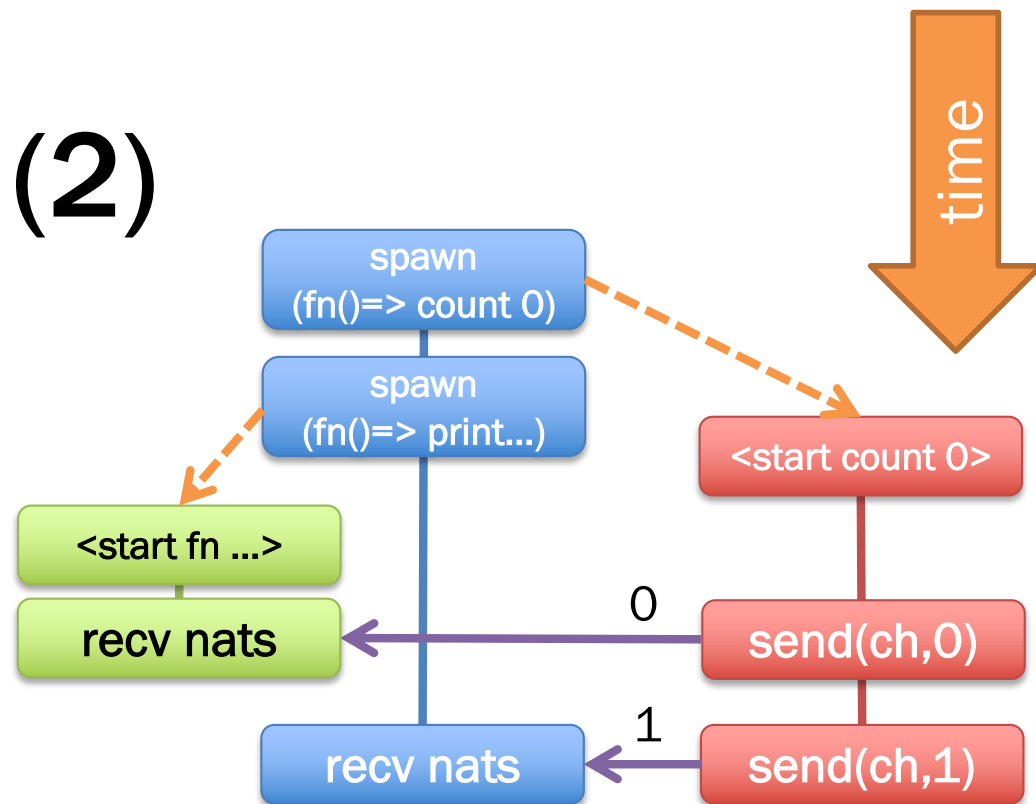 time
(2)
spawn
(fn()=> count 0)
spawn
(fn()=> print...)
<start count 0>
<start fn ...>
0
recv nats
send(ch,0)
1
recv nats
send(ch,1)